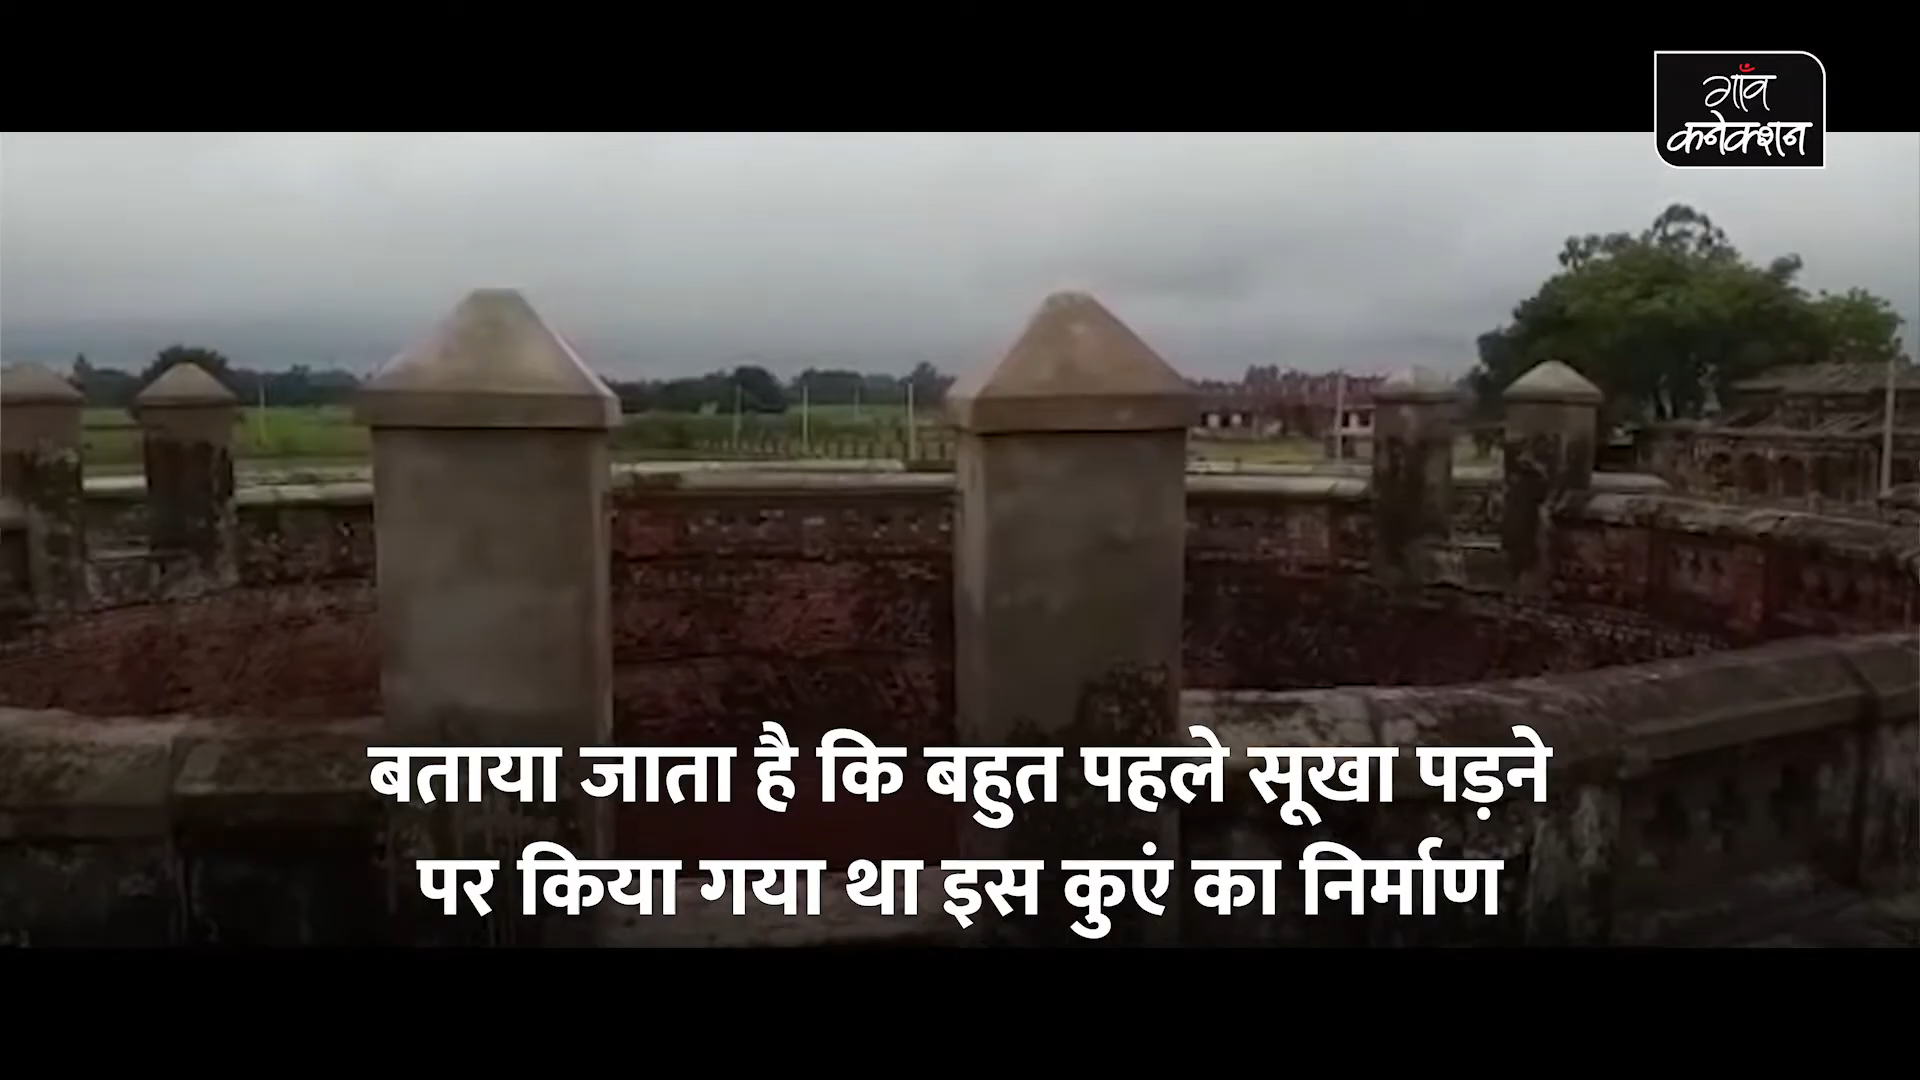 गाँव
कनेक्शन
बताया जाता है कि बहुत पहले सूखा पड़ने
पर किया गया था इस कुएं का निर्माण